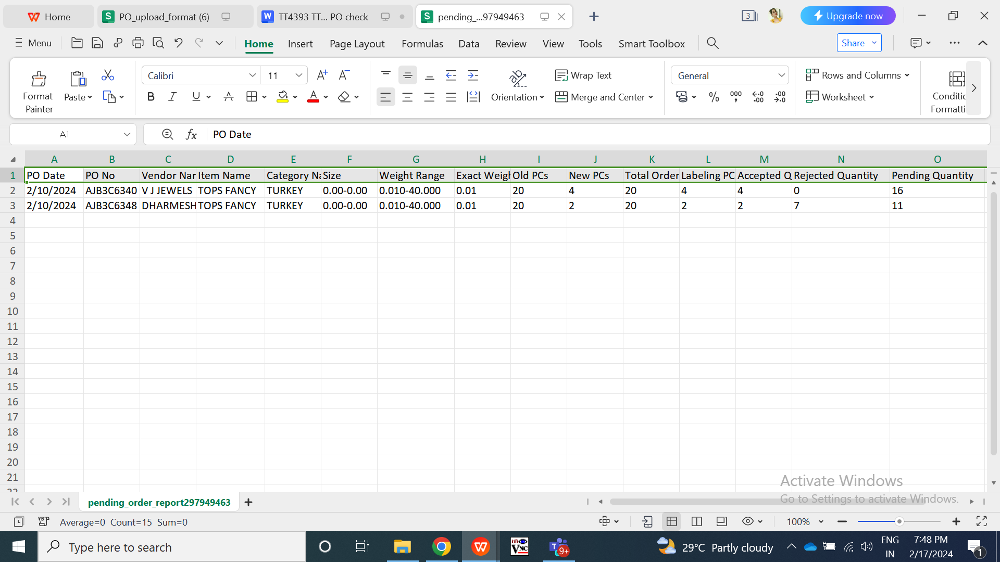 Home
PO_upload_format (6)
TT4393 TT... PO check
pending_...97949463
3
Upgrade now
Menu
Home Insert Page Layout Formulas Data Review View Tools Smart Toolbox
Share
Format
Painter
Paste
Calibri
11
Orientation
Wrap Text
Merge and Center
General
Rows and Columns
Worksheet
Conditic
Formatti
A1
PO Date
A B C D E F G H I J K L M N O
1 PO Date PO No Vendor Nar Item Name Category Na Size Weight Range Exact Weigh Old PCs New PCs Total Order Labeling PC Accepted Q Rejected Quantity Pending Quantity
2 2/10/2024 AJB3C6340 V J JEWELS TOPS FANCY TURKEY 0.00-0.00 0.010-40.000 0.01 20 4 20 4 4 0 16
3 2/10/2024 AJB3C6348 DHARMESH TOPS FANCY TURKEY 0.00-0.00 0.010-40.000 0.01 20 2 20 2 2 7 11
4
5
6
7
8
9
10
11
12
13
14
15
16
17
18
19
20
21
22
Activate Windows
Go to Settings to activate Windows.
pending_order_report297949463
Average=0 Count=15 Sum=0
100%
Type here to search
9+
29°C Partly cloudy
ENG
IN
7:48 PM
2/17/2024
1